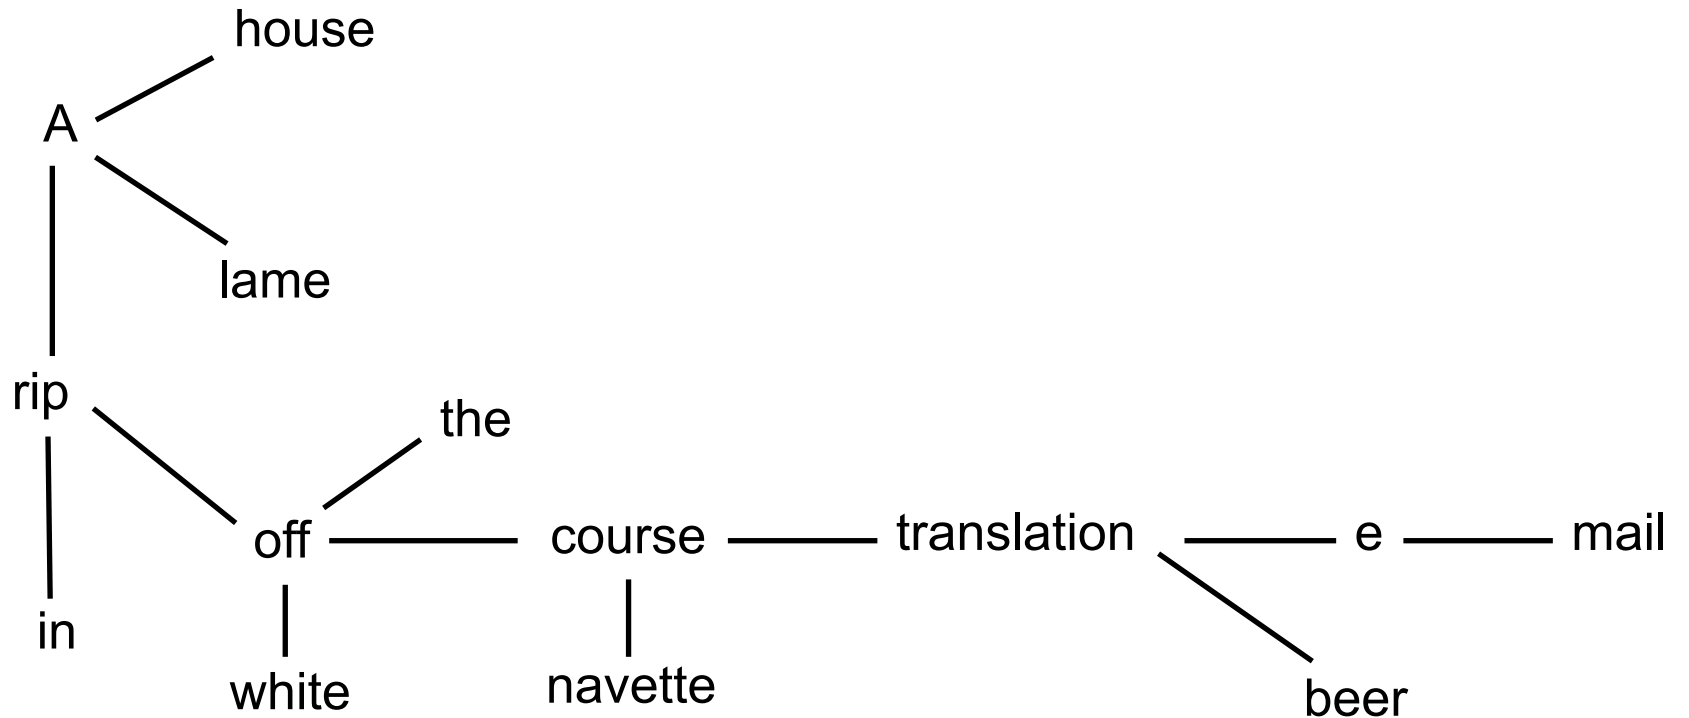 house
A
lame
rip
the
off course translation e mail
in
white navette beer